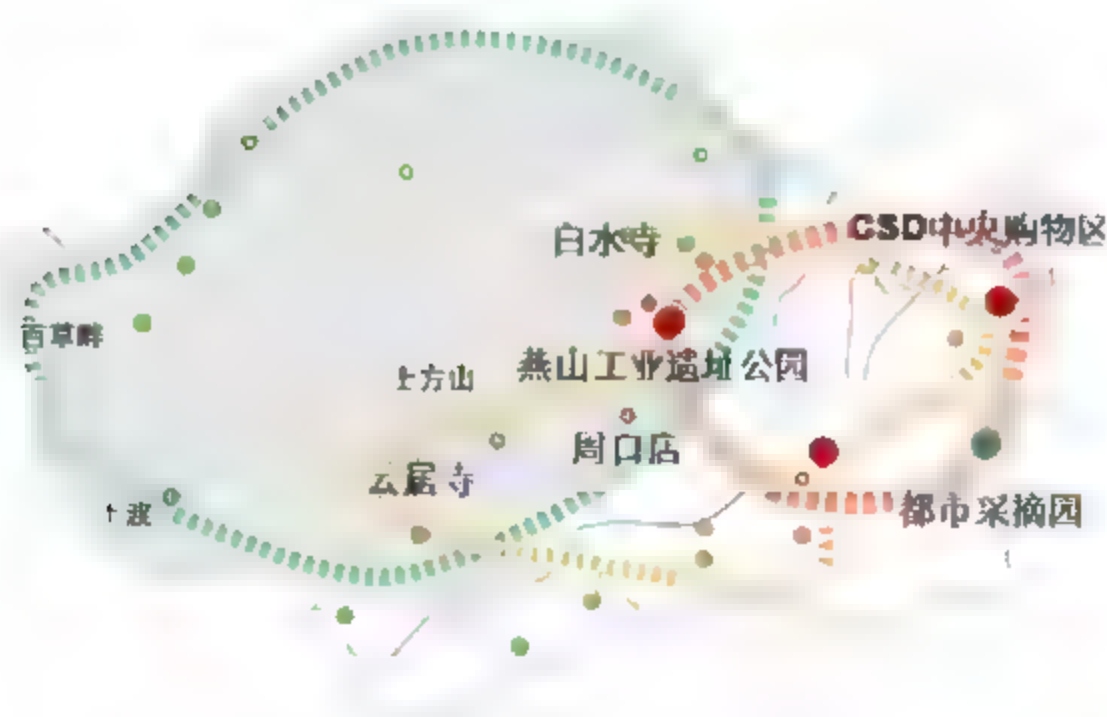 白水寺
CSD中央购物区
百草畔
燕山工业遗址公园
上方山
周口店
云居寺
十渡
都市采摘园